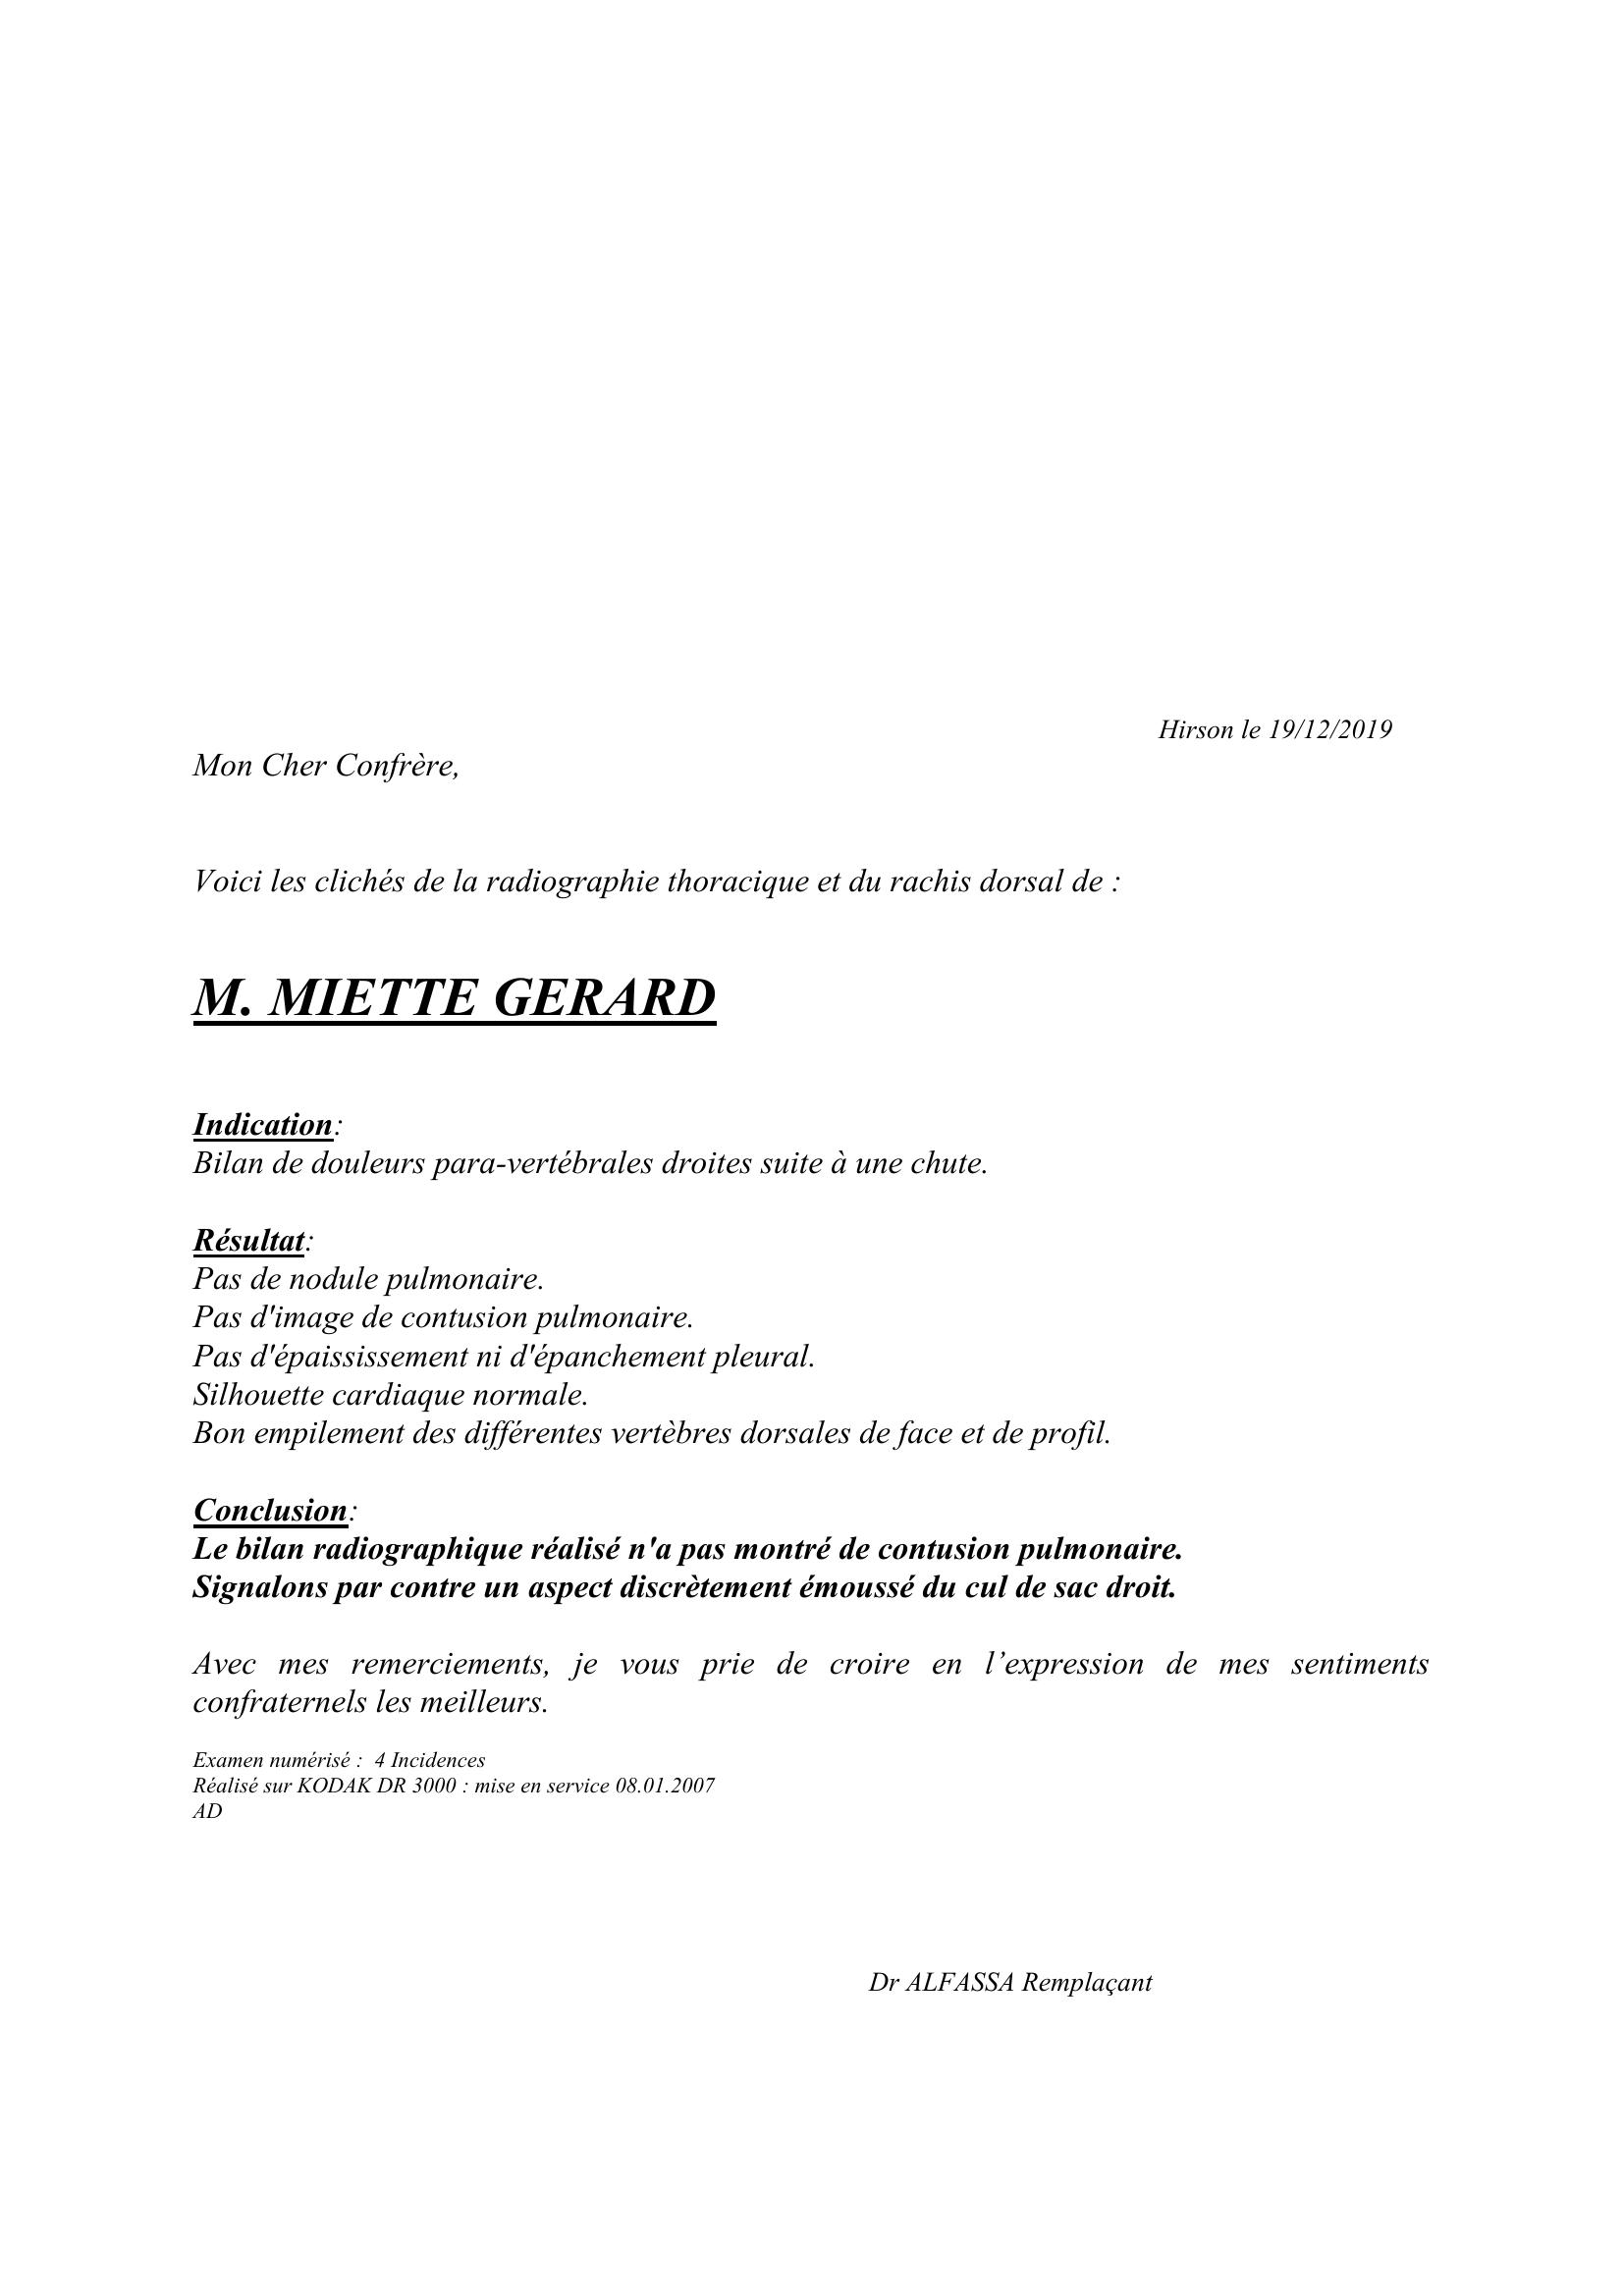 Hirson le 19/12/2019
Mon Cher Confrère,
Voici les clichés de la radiographie thoracique et du rachis dorsal de :
M. MIETTE GERARD
Indication:
Bilan de douleurs para-vertébrales droites suite à une chute.
Résultat:
Pas de nodule pulmonaire.
Pas d'image de contusion pulmonaire.
Pas d'épaississement ni d'épanchement pleural.
Silhouette cardiaque normale.
Bon empilement des différentes vertèbres dorsales de face et de profil.
Conclusion:
Le bilan radiographique réalisé n'a pas montré de contusion pulmonaire.
Signalons par contre un aspect discrètement émoussé du cul de sac droit.
Avec mes remerciements, je vous prie de croire en l’expression de mes sentiments
confraternels les meilleurs.
Examen numérisé :  4 Incidences
Réalisé sur KODAK DR 3000 : mise en service 08.01.2007
AD
Dr ALFASSA Remplaçant